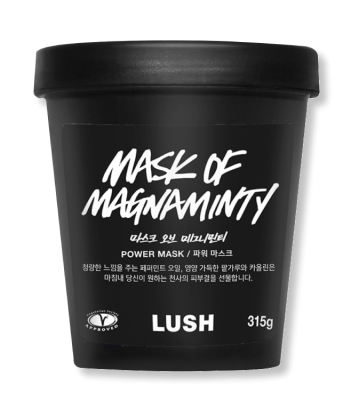 MASK OF
MAGNAMINTY
마스크 오브 매그니민티
POWER MASK / 파워 마스크
청량한 느낌을 주는 페퍼민트 오일, 영양 가득한 팥가루와 카올린은
마침내 당신이 원하는 천사의 피부결을 선물합니다.
APPROVED
LUSH
315g